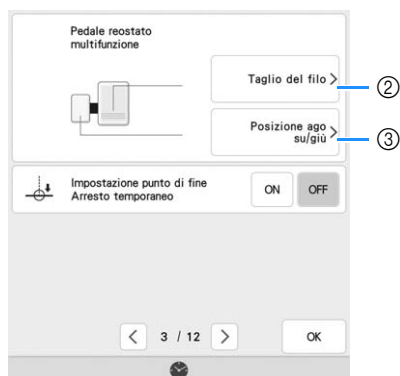 Pedale reostato
multifunzione
Taglio del filo >
②
Posizione ago
su/giù >
③
Impostazione punto di fine
Arresto temporaneo
ON OFF
< 3 / 12 > OK